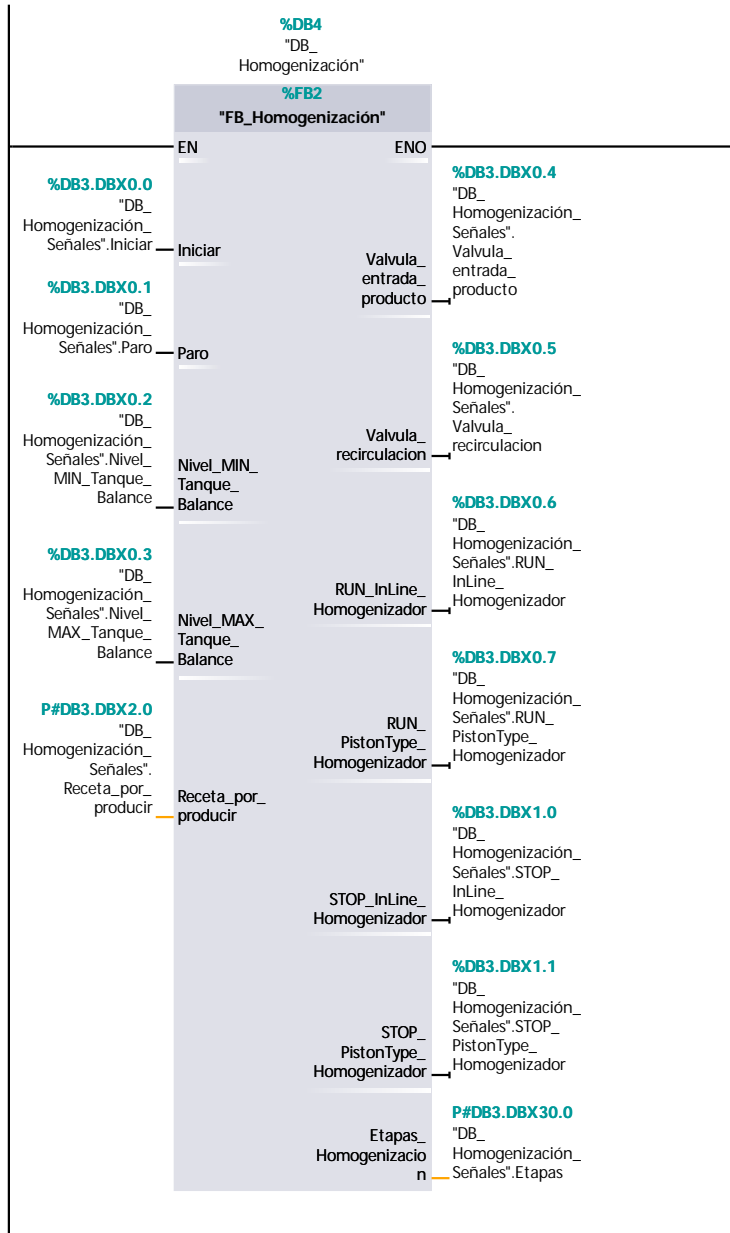 %DB4
"DB_
Homogenización"
%FB2
"FB_Homogenización"
EN
ENO
%DB3.DBX0.0
"DB_
Homogenización_
Señales".Iniciar
Iniciar
%DB3.DBX0.1
"DB_
Homogenización_
Señales".Paro
Paro
%DB3.DBX0.2
"DB_
Homogenización_
Señales".Nivel_
MIN_Tanque_
Balance
Nivel_MIN_
Tanque_
Balance
%DB3.DBX0.3
"DB_
Homogenización_
Señales".Nivel_
MAX_Tanque_
Balance
Nivel_MAX_
Tanque_
Balance
P#DB3.DBX2.0
"DB_
Homogenización_
Señales".
Receta_por_
producir
Receta_por_
producir
Valvula_
entrada_
producto
%DB3.DBX0.4
"DB_
Homogenización_
Señales".
Valvula_
entrada_
producto
Valvula_
recirculacion
%DB3.DBX0.5
"DB_
Homogenización_
Señales".
Valvula_
recirculacion
RUN_InLine_
Homogenizador
%DB3.DBX0.6
"DB_
Homogenización_
Señales".RUN_
InLine_
Homogenizador
RUN_
PistonType_
Homogenizador
%DB3.DBX0.7
"DB_
Homogenización_
Señales".RUN_
PistonType_
Homogenizador
STOP_InLine_
Homogenizador
%DB3.DBX1.0
"DB_
Homogenización_
Señales".STOP_
InLine_
Homogenizador
STOP_
PistonType_
Homogenizador
%DB3.DBX1.1
"DB_
Homogenización_
Señales".STOP_
PistonType_
Homogenizador
Etapas_
Homogenizacio
n
P#DB3.DBX30.0
"DB_
Homogenización_
Señales".Etapas